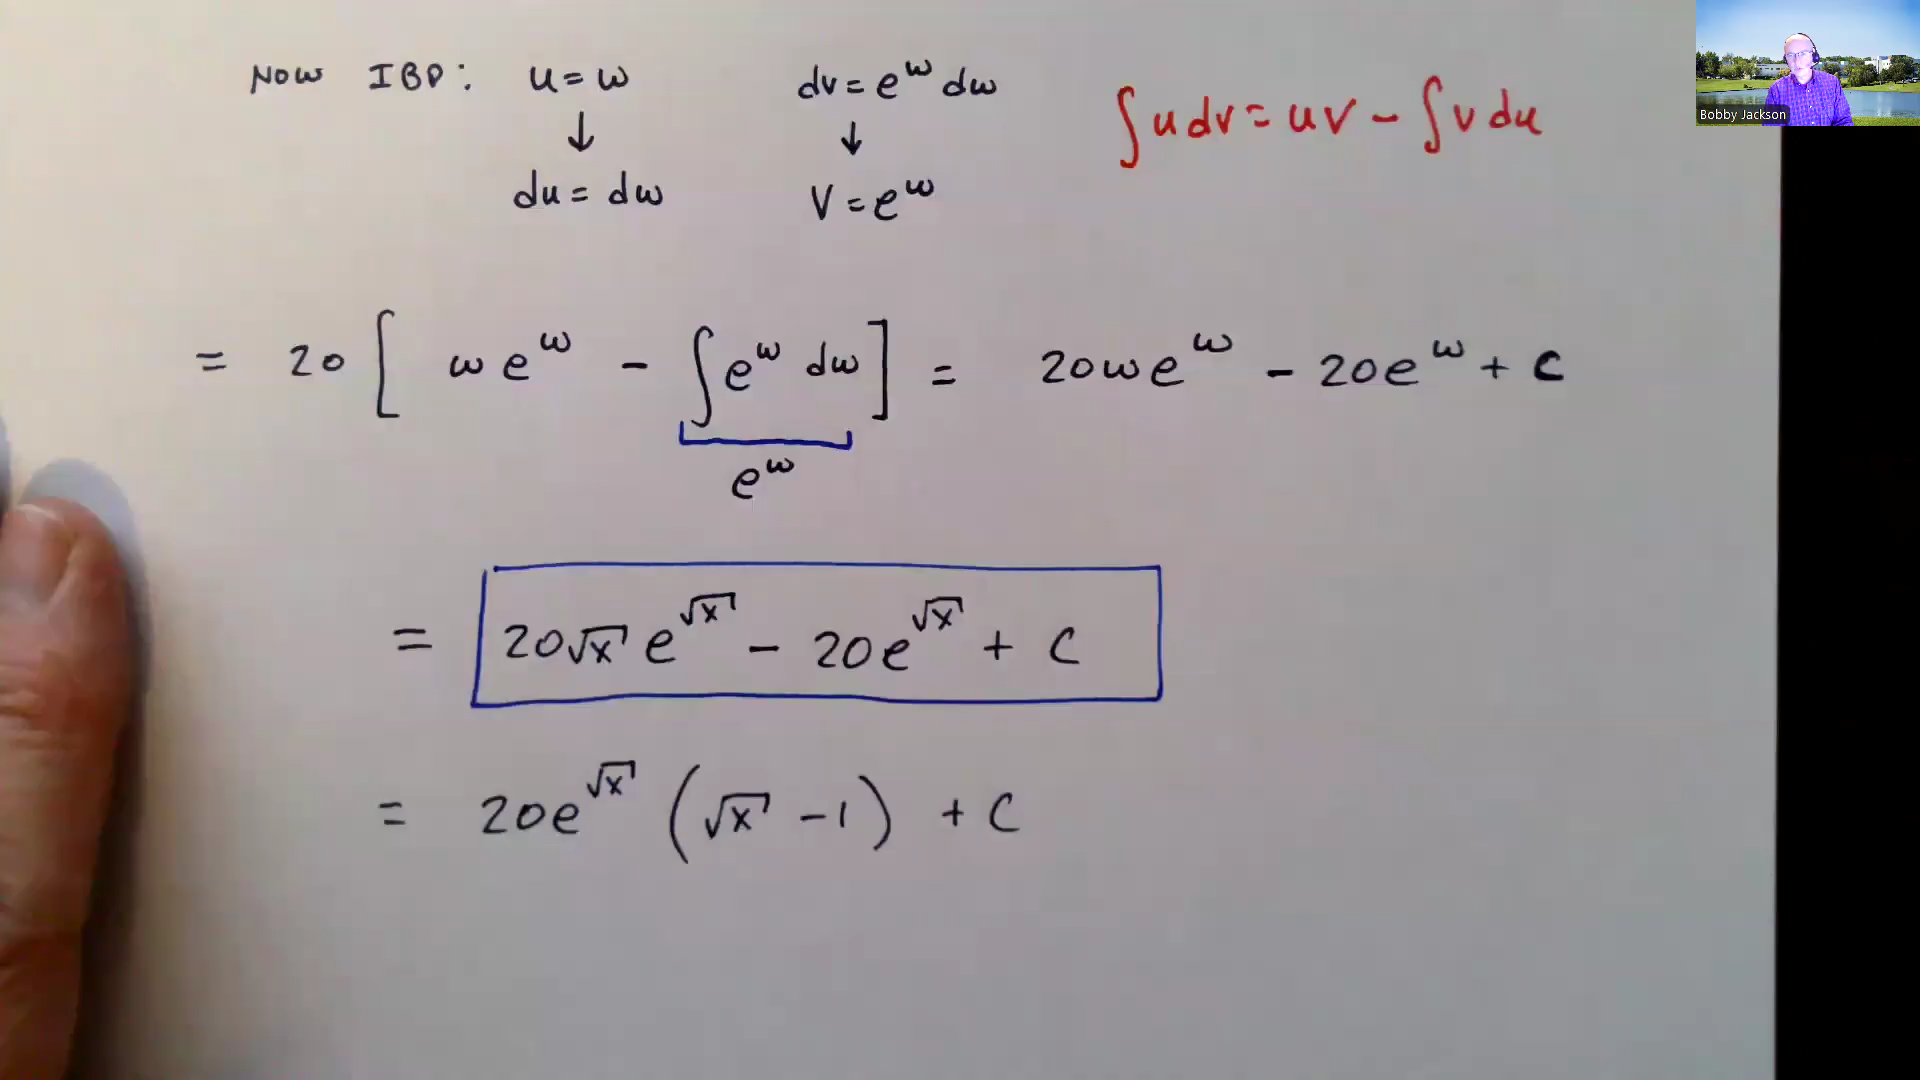 Now IBP: u = w dv = e^w dw ∫u dv = uv - ∫v du
↓ ↓
du = dw v = e^w
= 20 [ w e^w - ∫e^w dw ] = 20we^w - 20e^w + C
e^w
= 20√x e^√x - 20e^√x + C
= 20e^√x (√x - 1) + C
Bobby Jackson